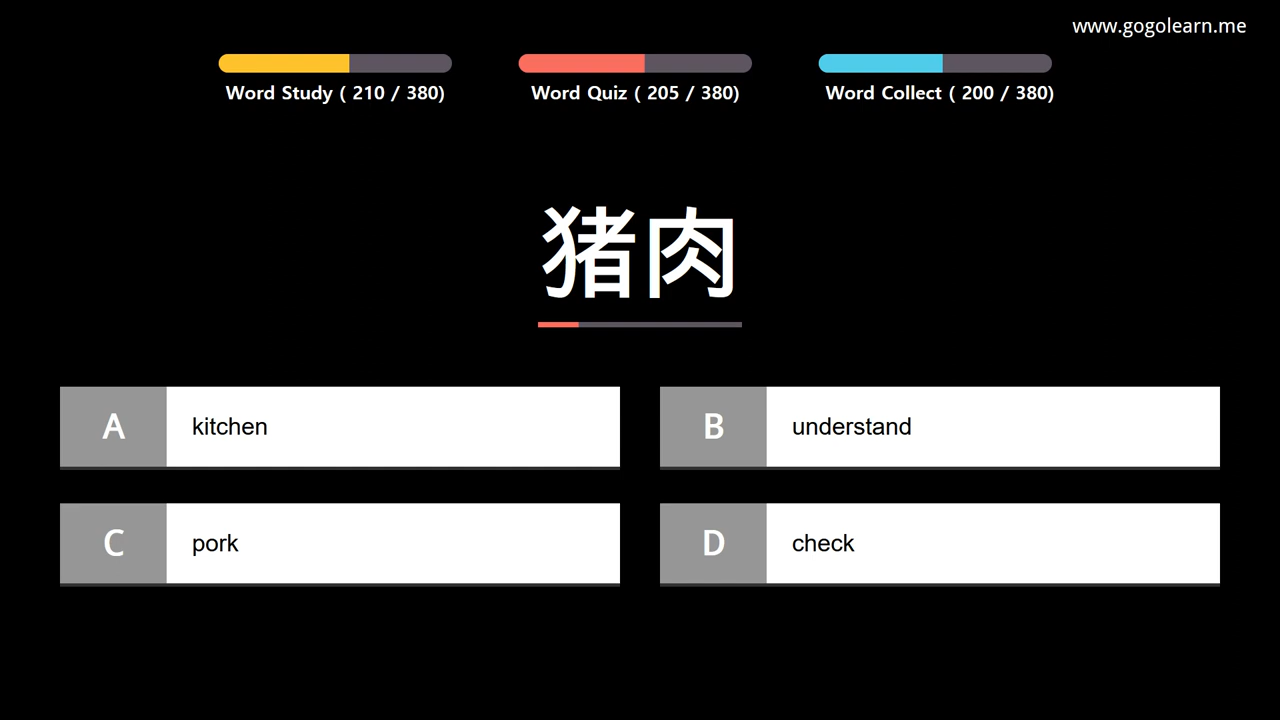 www.gogolearn.me
Word Study ( 210 / 380)
Word Quiz ( 205 / 380)
Word Collect ( 200 / 380)
猪肉
A
kitchen
B
understand
C
pork
D
check